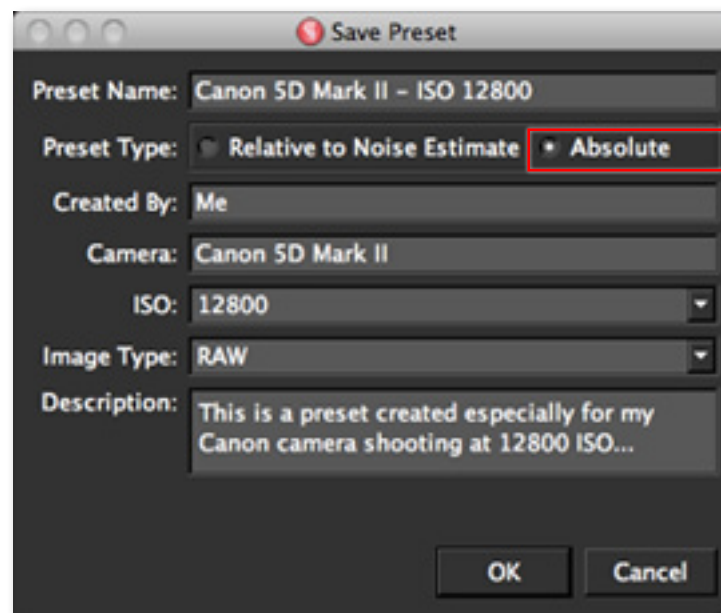 Save Preset
Preset Name: Canon 5D Mark II – ISO 12800
Preset Type: Relative to Noise Estimate Absolute
Created By: Me
Camera: Canon 5D Mark II
ISO: 12800
Image Type: RAW
Description: This is a preset created especially for my
Canon camera shooting at 12800 ISO...
OK Cancel